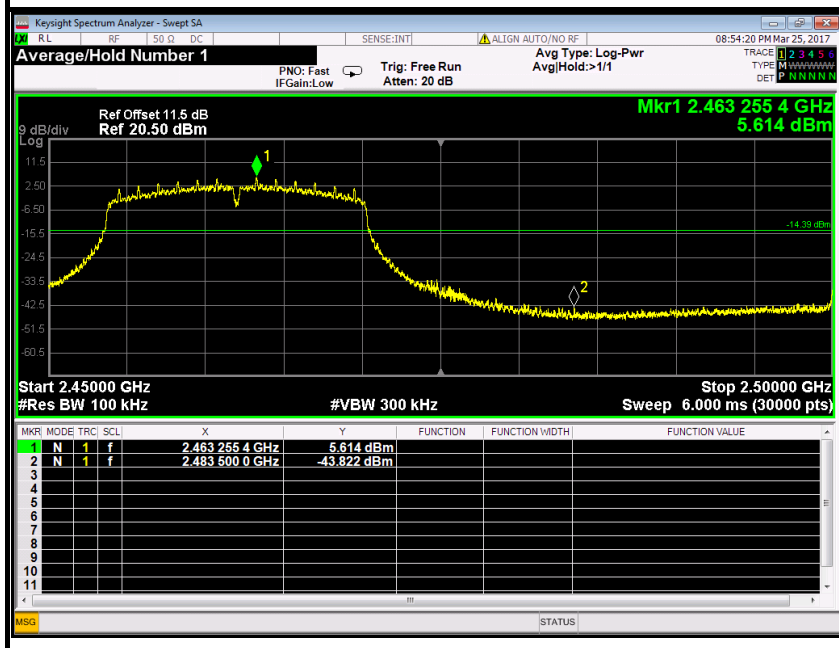 Keysight Spectrum Analyzer - Swept SA
LXI RL RF 50 Ω DC SENSE:INT ALIGN AUTO/NO RF 08:54:20 PM Mar 25, 2017
Average/Hold Number 1
Avg Type: Log-Pwr
TRACE 1 2 3 4 5 6
PNO: Fast Trig: Free Run Avg|Hold:>1/1
TYPE M WWWWW
IFGain:Low Atten: 20 dB
DET P N N N N N
Mkr1 2.463 255 4 GHz
5.614 dBm
Ref Offset 11.5 dB
9 dB/div Ref 20.50 dBm
Log
1
11.5
2.50
-6.50
-14.39 dBm
-15.5
-24.5
-33.5
2
-42.5
-51.5
-60.5
Start 2.45000 GHz Stop 2.50000 GHz
#Res BW 100 kHz #VBW 300 kHz Sweep 6.000 ms (30000 pts)
MKR MODE TRC SCL X Y FUNCTION FUNCTION WIDTH FUNCTION VALUE
1 N 1 f 2.463 255 4 GHz 5.614 dBm
2 N 1 f 2.483 500 0 GHz -43.822 dBm
3
4
5
6
7
8
9
10
11
MSG STATUS